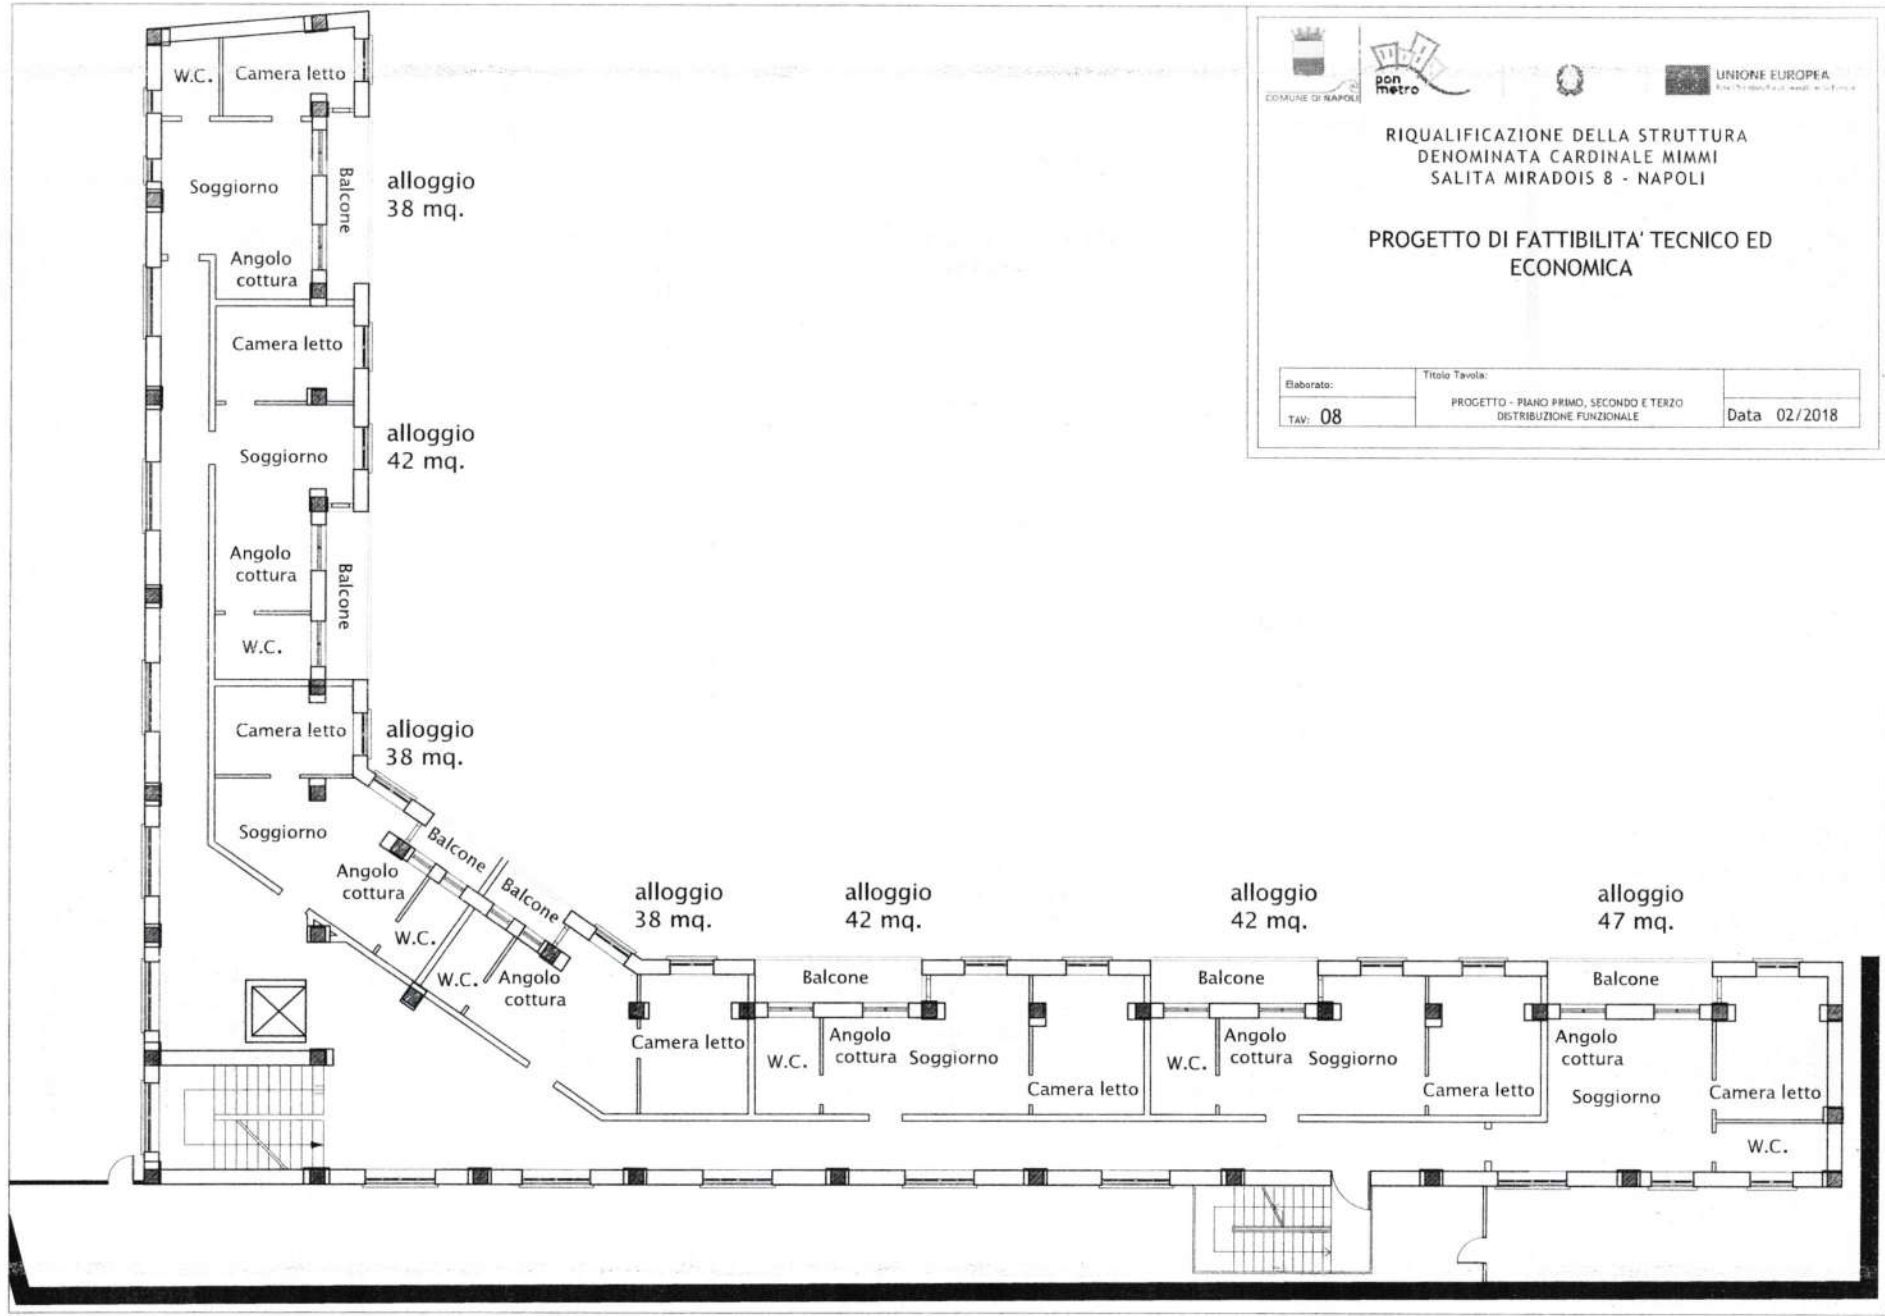 COMUNE DI NAPOLI
pon
metro
UNIONE EUROPEA
RIQUALIFICAZIONE DELLA STRUTTURA
DENOMINATA CARDINALE MIMMI
SALITA MIRADOIS 8 - NAPOLI
PROGETTO DI FATTIBILITA' TECNICO ED
ECONOMICA
Elaborato:
TAV: 08
Titolo Tavola:
PROGETTO - PIANO PRIMO, SECONDO E TERZO
DISTRIBUZIONE FUNZIONALE
Data 02/2018
W.C.
Camera letto
Soggiorno
Balcone
alloggio
38 mq.
Angolo
cottura
Camera letto
alloggio
42 mq.
Soggiorno
Angolo
cottura
Balcone
W.C.
Camera letto
alloggio
38 mq.
Soggiorno
Balcone
Angolo
cottura
W.C.
Balcone
W.C.
Angolo
cottura
alloggio
38 mq.
Camera letto
alloggio
42 mq.
Balcone
W.C.
Angolo
cottura
Soggiorno
Camera letto
alloggio
42 mq.
Balcone
W.C.
Angolo
cottura
Soggiorno
Camera letto
alloggio
47 mq.
Balcone
Angolo
cottura
Soggiorno
Camera letto
W.C.